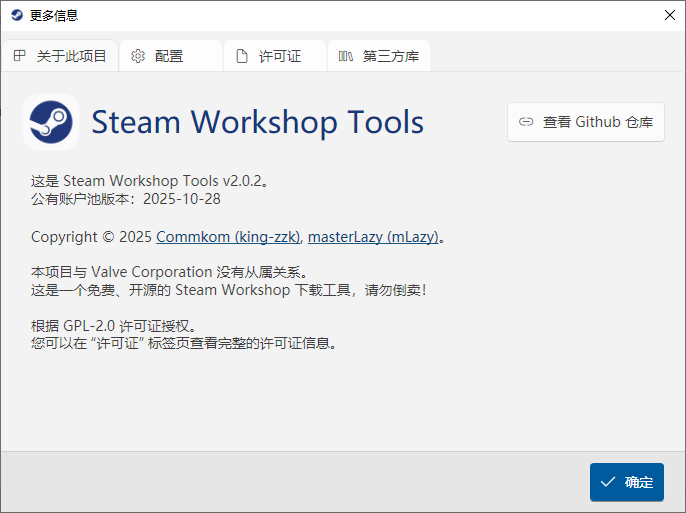 更多信息
关于此项目
配置
许可证
第三方库
Steam Workshop Tools
查看 Github 仓库
这是 Steam Workshop Tools v2.0.2。
公有账户池版本：2025-10-28
Copyright © 2025 Commkom (king-zzk), masterLazy (mLazy)。
本项目与 Valve Corporation 没有从属关系。
这是一个免费、开源的 Steam Workshop 下载工具，请勿倒卖！
根据 GPL-2.0 许可证授权。
您可以在 “许可证” 标签页查看完整的许可证信息。
确定